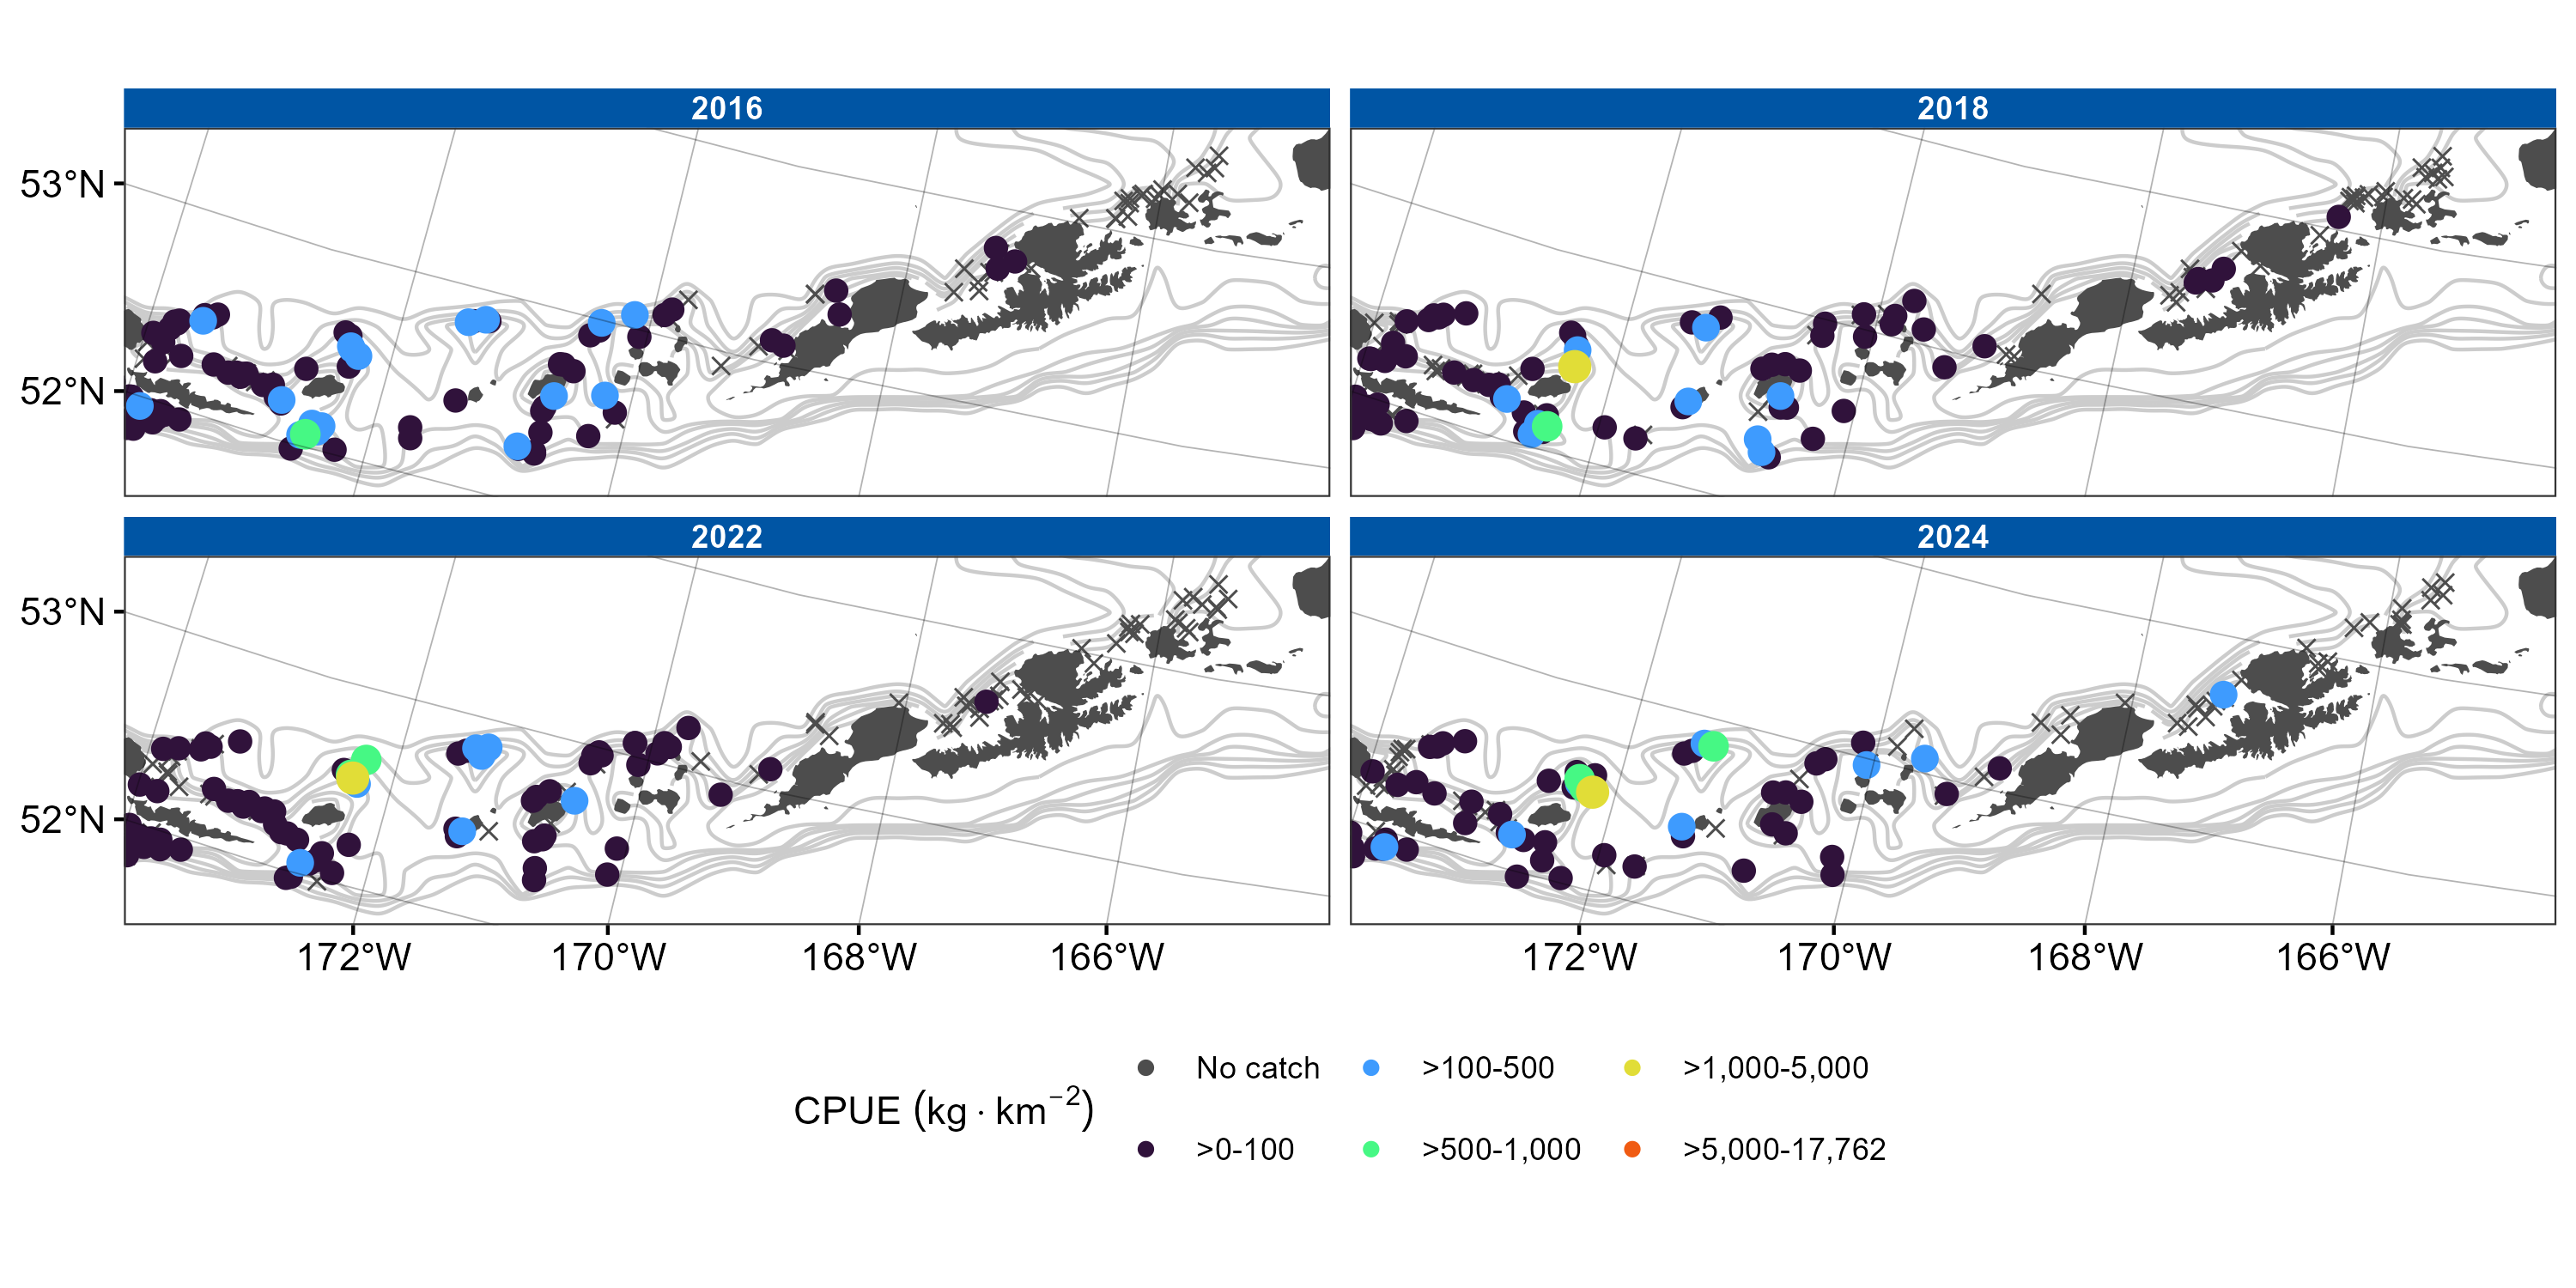 2016
2018
53°N
52°N
2022
2024
53°N
52°N
172°W 170°W 168°W 166°W
172°W 170°W 168°W 166°W
CPUE (kg · km⁻²)
No catch
>100-500
>1,000-5,000
>0-100
>500-1,000
>5,000-17,762